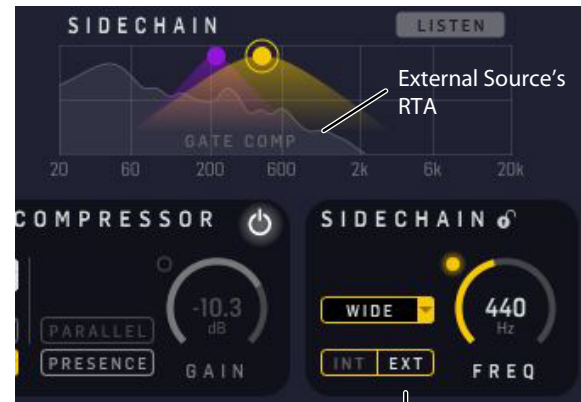 SIDECHAIN
LISTEN
External Source's
RTA
GATE COMP
20 60 200 600 2k 6k 20k
COMPRESSOR
-10.3
dB
PARALLEL
PRESENCE
GAIN
SIDECHAIN
WIDE
440
Hz
INT EXT
FREQ